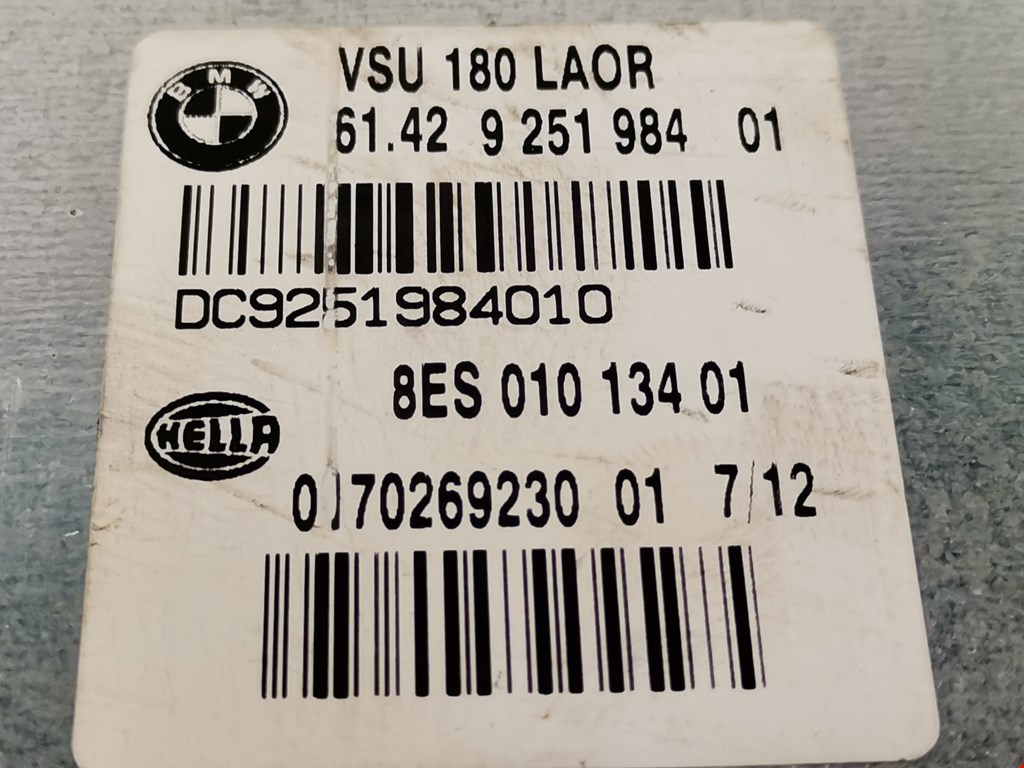 BMW
VSU 180 LAOR
61.42 9 251 984 01
DC9251984010
8ES 010 134 01
HELLA
70269230 01 7/12